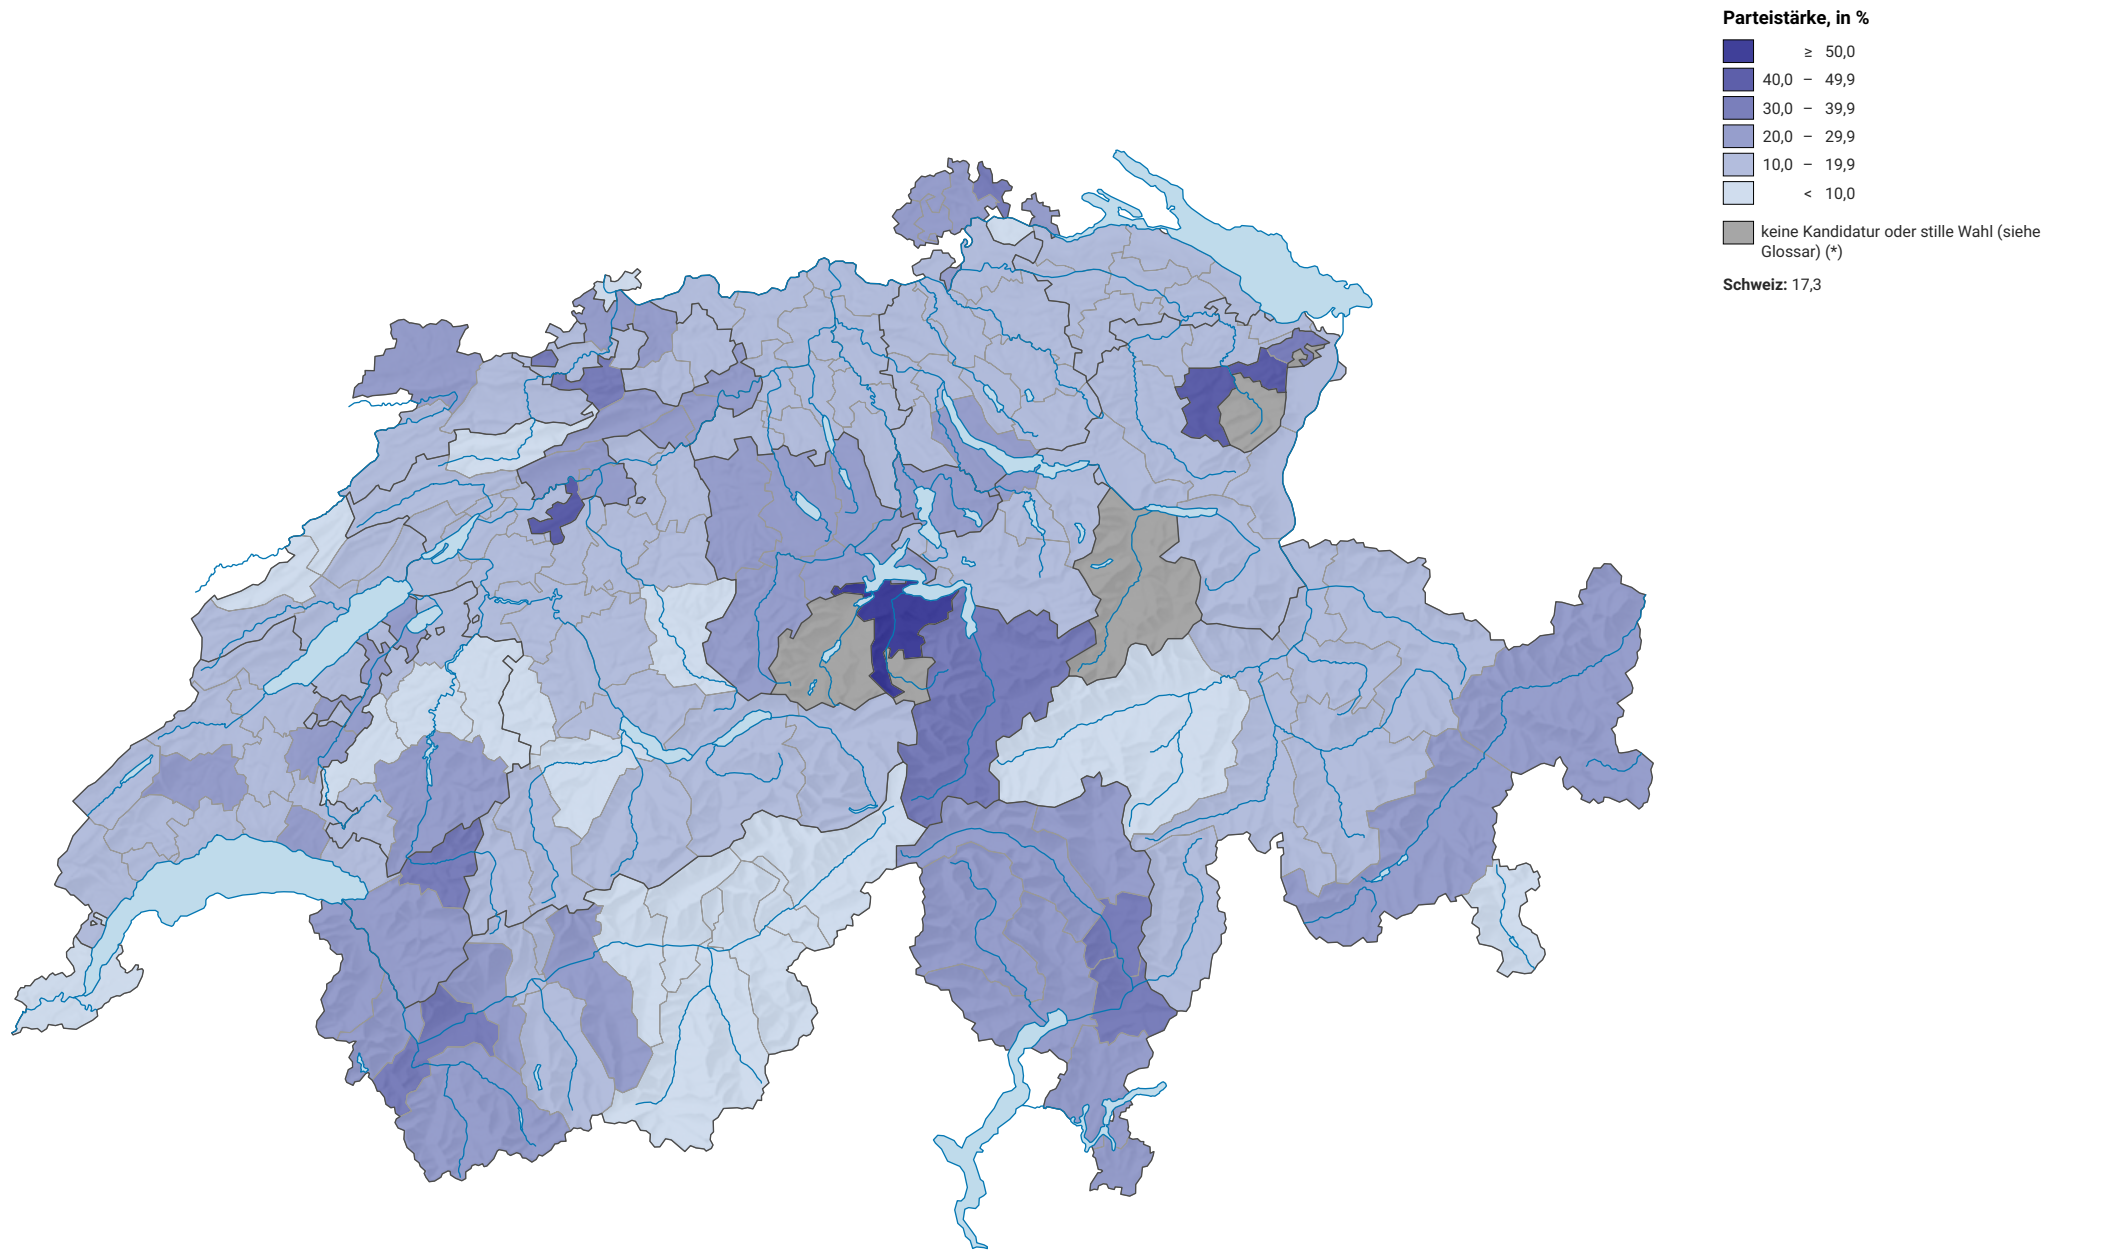 Parteistärke, in %
≥ 50,0
40,0 – 49,9
30,0 – 39,9
20,0 – 29,9
10,0 – 19,9
< 10,0
keine Kandidatur oder stille Wahl (siehe
Glossar) (*)
Schweiz: 17,3